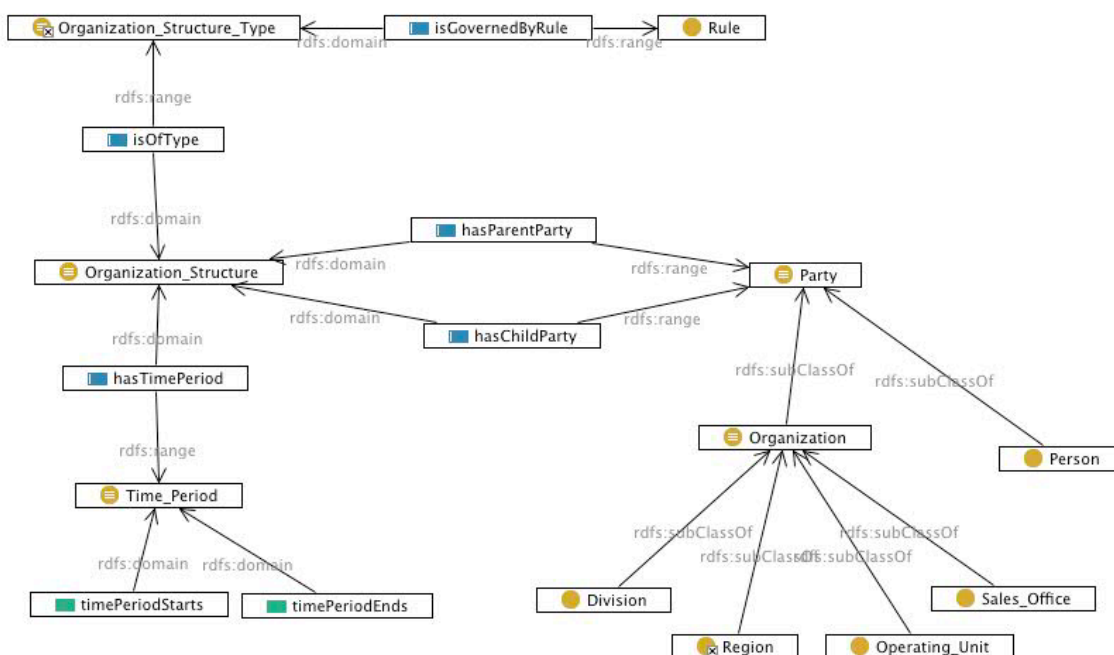 Organization_Structure_Type
isGovernedByRule
Rule
rdfs:domain
rdfs:range
rdfs:range
isOfType
rdfs:domain
hasParentParty
rdfs:domain
rdfs:range
Organization_Structure
Party
rdfs:domain
rdfs:range
rdfs:domain
hasChildParty
hasTimePeriod
rdfs:subClassOf
rdfs:subClassOf
rdfs:range
Organization
Person
Time_Period
rdfs:domain
rdfs:domain
rdfs:subClassOf
rdfs:subClassOf
rdfs:subClassOf
rdfs:subClassOf
timePeriodStarts
timePeriodEnds
Division
Sales_Office
Region
Operating_Unit